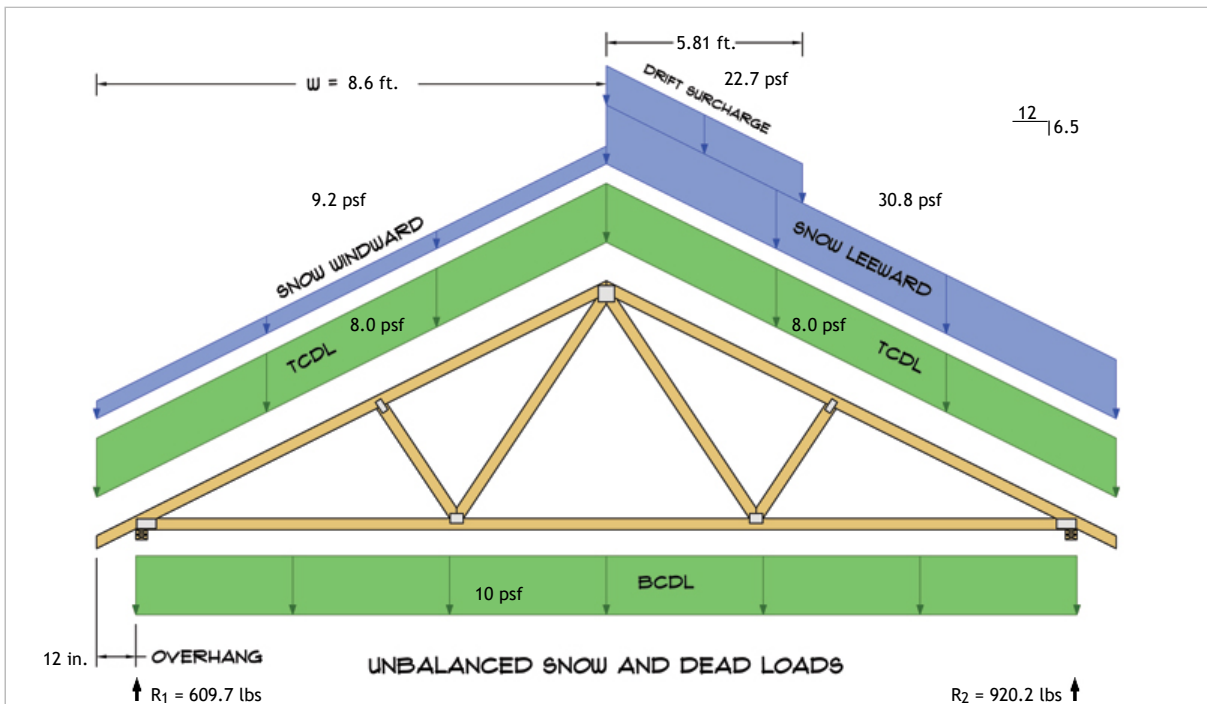 5.81 ft.
W = 8.6 ft.
DRIFT SURCHARGE
22.7 psf
12
6.5
9.2 psf
30.8 psf
SNOW WINDWARD
SNOW LEEWARD
8.0 psf
8.0 psf
TCDL
TCDL
10 psf
BCDL
12 in.
OVERHANG
UNBALANCED SNOW AND DEAD LOADS
R1 = 609.7 lbs
R2 = 920.2 lbs